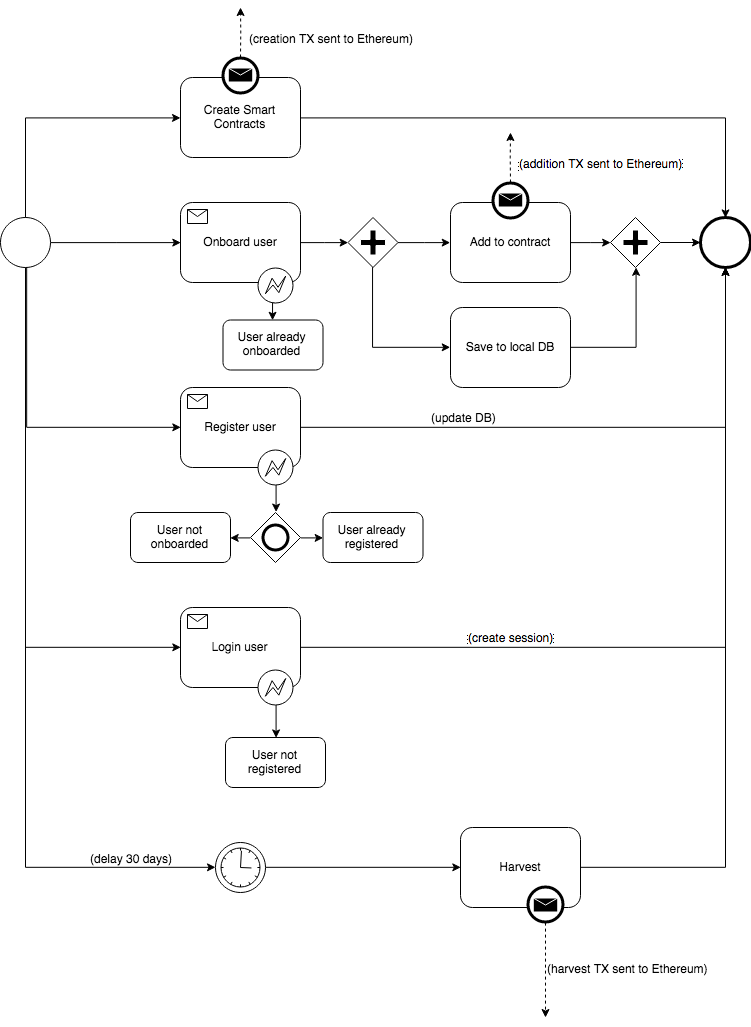 (creation TX sent to Ethereum)
Create Smart
Contracts
(addition TX sent to Ethereum)
Onboard user
Add to contract
User already
onboarded
Save to local DB
Register user
(update DB)
User not
onboarded
User already
registered
Login user
(create session)
User not
registered
(delay 30 days)
Harvest
(harvest TX sent to Ethereum)